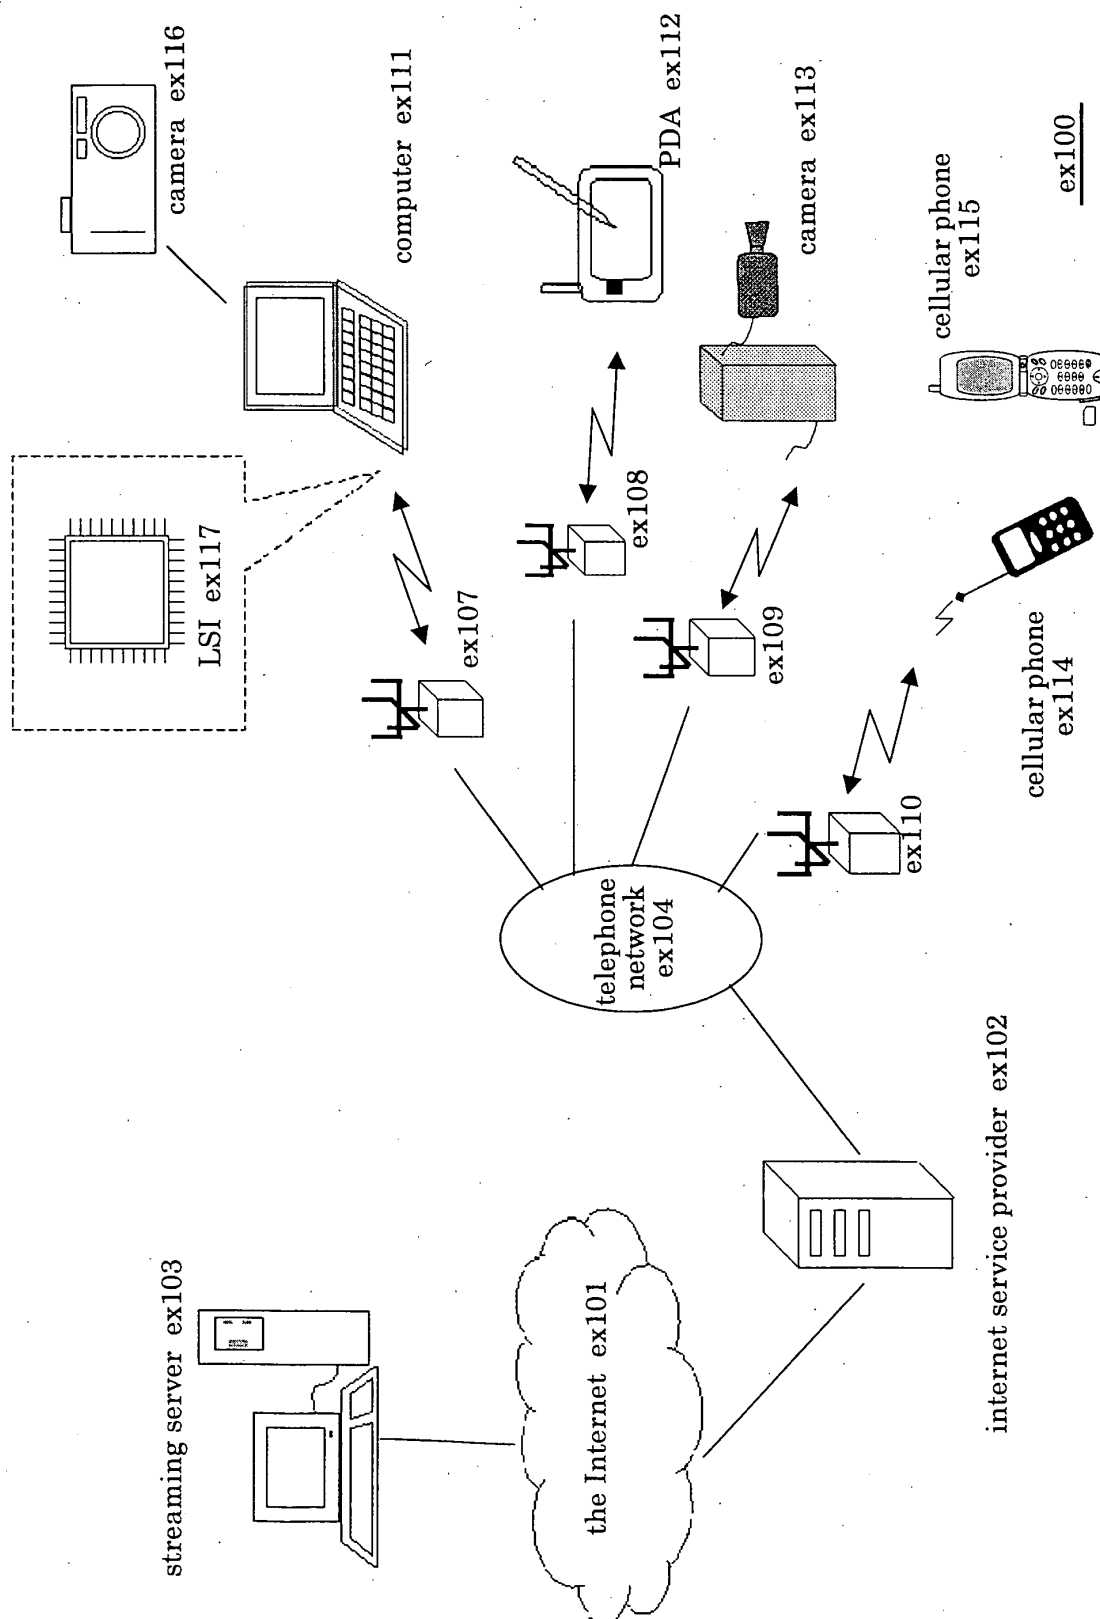 streaming server ex103
the Internet ex101
internet service provider ex102
telephone
network
ex104
ex107
ex108
ex109
ex110
LSI ex117
camera ex116
computer ex111
PDA ex112
camera ex113
cellular phone
ex114
cellular phone
ex115
ex100